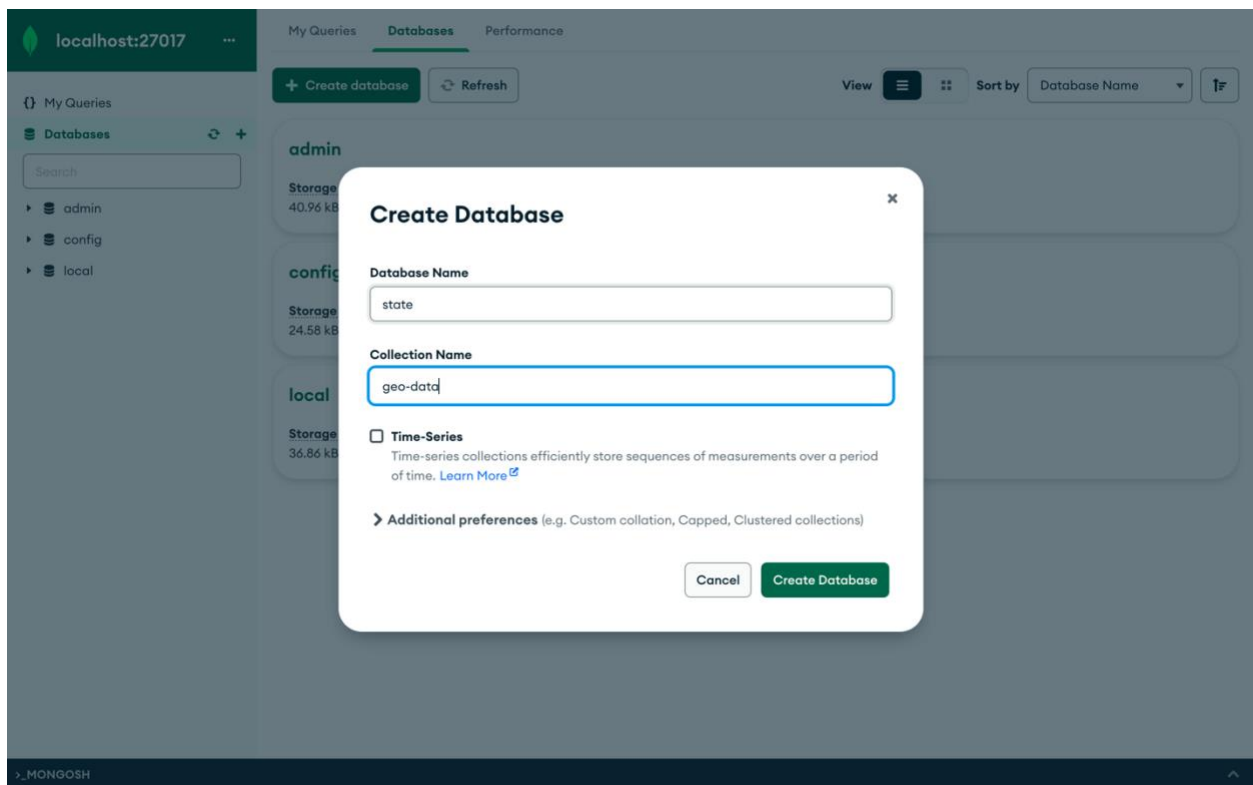 localhost:27017
My Queries
Databases
Performance
+ Create database
Refresh
View
Sort by
Database Name
{} My Queries
Databases
Search
admin
config
local
admin
Storage
40.96 kB
config
Storage
24.58 kB
local
Storage
36.86 kB
Create Database
Database Name
state
Collection Name
geo-data
Time-Series
Time-series collections efficiently store sequences of measurements over a period
of time. Learn More
Additional preferences (e.g. Custom collation, Capped, Clustered collections)
Cancel
Create Database
>_MONGOSH